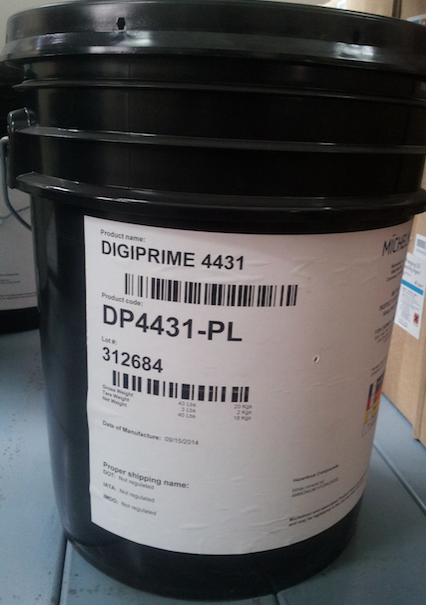 Product name:
DIGIPRIME 4431
Product code:
DP4431-PL
Lot #:
312684
Gross Weight 43 Lbs 20 Kgs
Tare Weight 3 Lbs 2 Kgs
Net Weight 40 Lbs 18 Kgs
Date of Manufacture: 09/15/2014
Proper shipping name:
DOT: Not regulated
IATA: Not regulated
IMDG: Not regulated
Hazardous Components